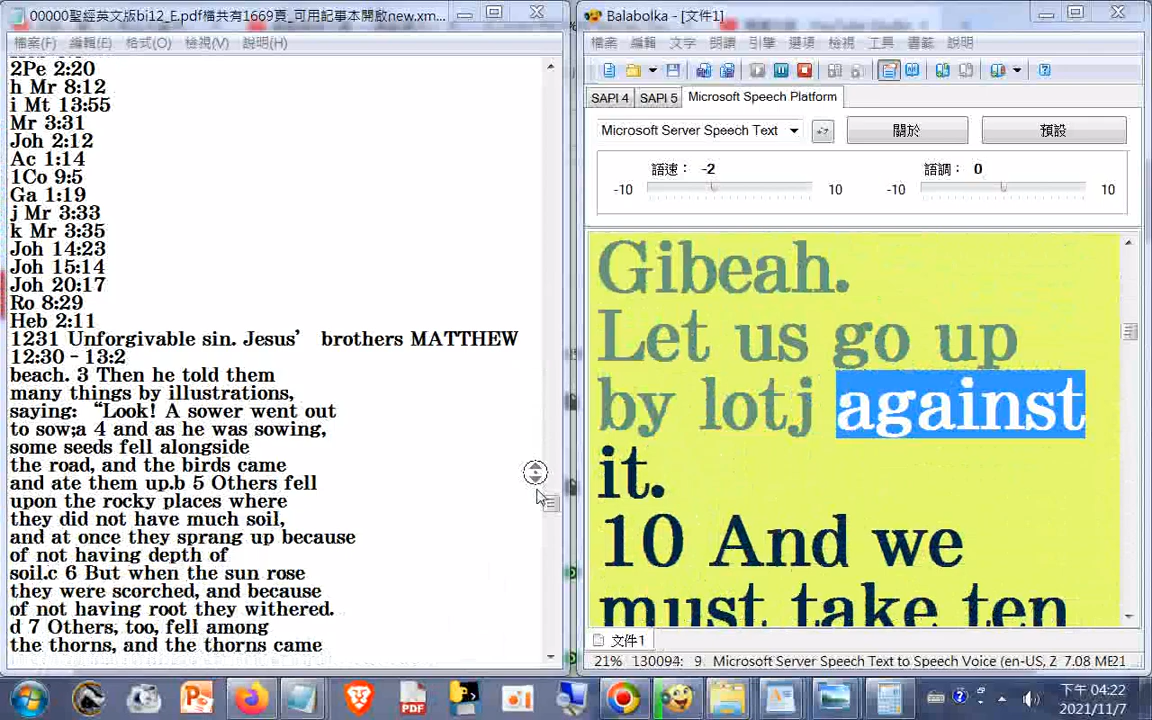 00000聖經英文版bi12_E.pdf檔共有1669頁_可用記事本開啟new.xm...
檔案(F) 編輯(E) 格式(O) 檢視(V) 說明(H)
2Pe 2:20
h Mr 8:12
i Mt 13:55
Mr 3:31
Joh 2:12
Ac 1:14
1Co 9:5
Ga 1:19
j Mr 3:33
k Mr 3:35
Joh 14:23
Joh 15:14
Joh 20:17
Ro 8:29
Heb 2:11
1231 Unforgivable sin. Jesus’ brothers MATTHEW
12:30–13:2
beach. 3 Then he told them
many things by illustrations,
saying: “Look! A sower went out
to sow;a 4 and as he was sowing,
some seeds fell alongside
the road, and the birds came
and ate them up.b 5 Others fell
upon the rocky places where
they did not have much soil,
and at once they sprang up because
of not having depth of
soil.c 6 But when the sun rose
they were scorched, and because
of not having root they withered.
d 7 Others, too, fell among
the thorns, and the thorns came
Balabolka - [文件1]
檔案 編輯 文字 朗讀 引擎 選項 檢視 工具 書籤 說明
SAPI 4 SAPI 5 Microsoft Speech Platform
Microsoft Server Speech Text 關於 預設
語速： -2 語調： 0
-10 10 -10 10
Gibeah.
Let us go up
by lotj against
it.
10 And we
must take ten
文件1
21% 130094: 9 Microsoft Server Speech Text to Speech Voice (en-US, Z 7.08 ME21
下午 04:22
2021/11/7